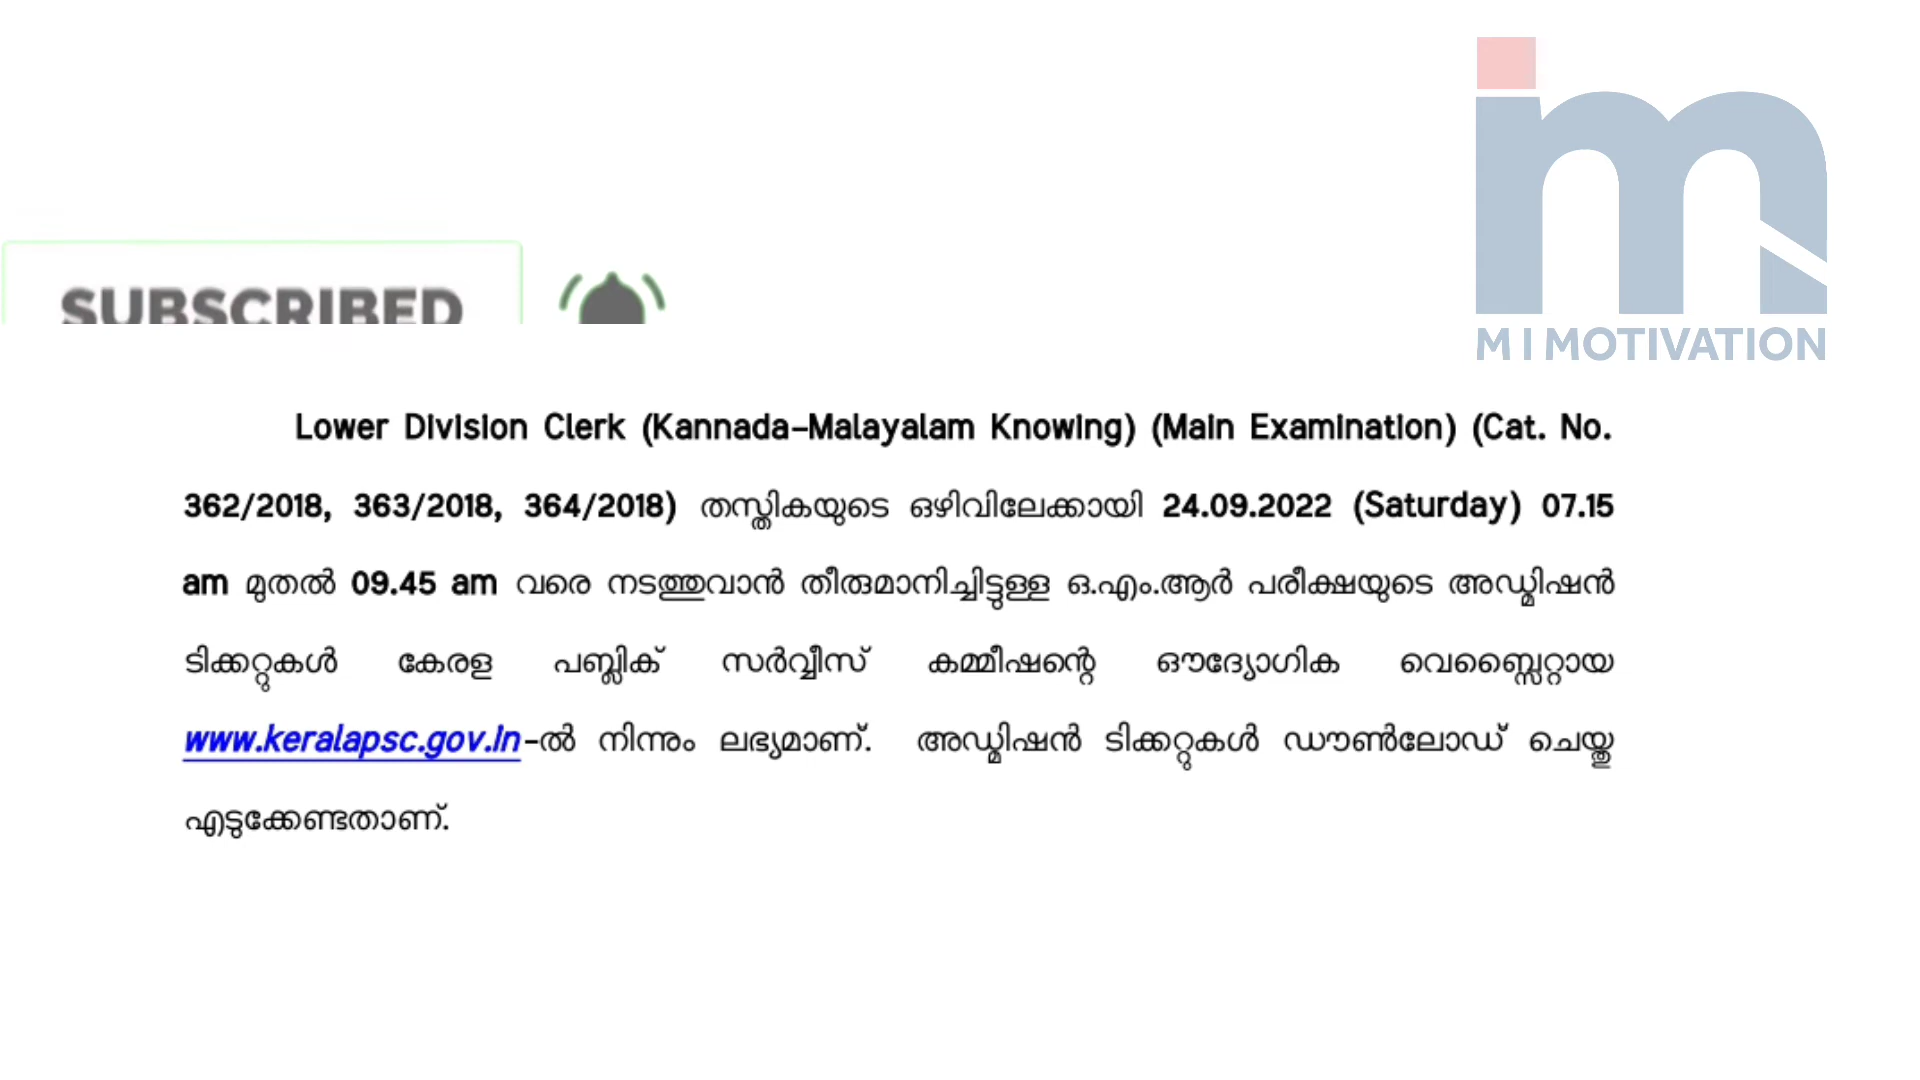 SUBSCRIBED
M I MOTIVATION
Lower Division Clerk (Kannada-Malayalam Knowing) (Main Examination) (Cat. No.
362/2018, 363/2018, 364/2018) തസ്തികയുടെ ഒഴിവിലേക്കായി 24.09.2022 (Saturday) 07.15
am മുതൽ 09.45 am വരെ നടത്തുവാൻ തീരുമാനിച്ചിട്ടുള്ള ഒ.എം.ആർ പരീക്ഷയുടെ അഡ്മിഷൻ
ടിക്കറ്റുകൾ കേരള പബ്ലിക് സർവ്വീസ് കമ്മീഷന്റെ ഔദ്യോഗിക വെബ്സൈറ്റായ
www.keralapsc.gov.in-ൽ നിന്നും ലഭ്യമാണ്. അഡ്മിഷൻ ടിക്കറ്റുകൾ ഡൗൺലോഡ് ചെയ്തു
എടുക്കേണ്ടതാണ്.